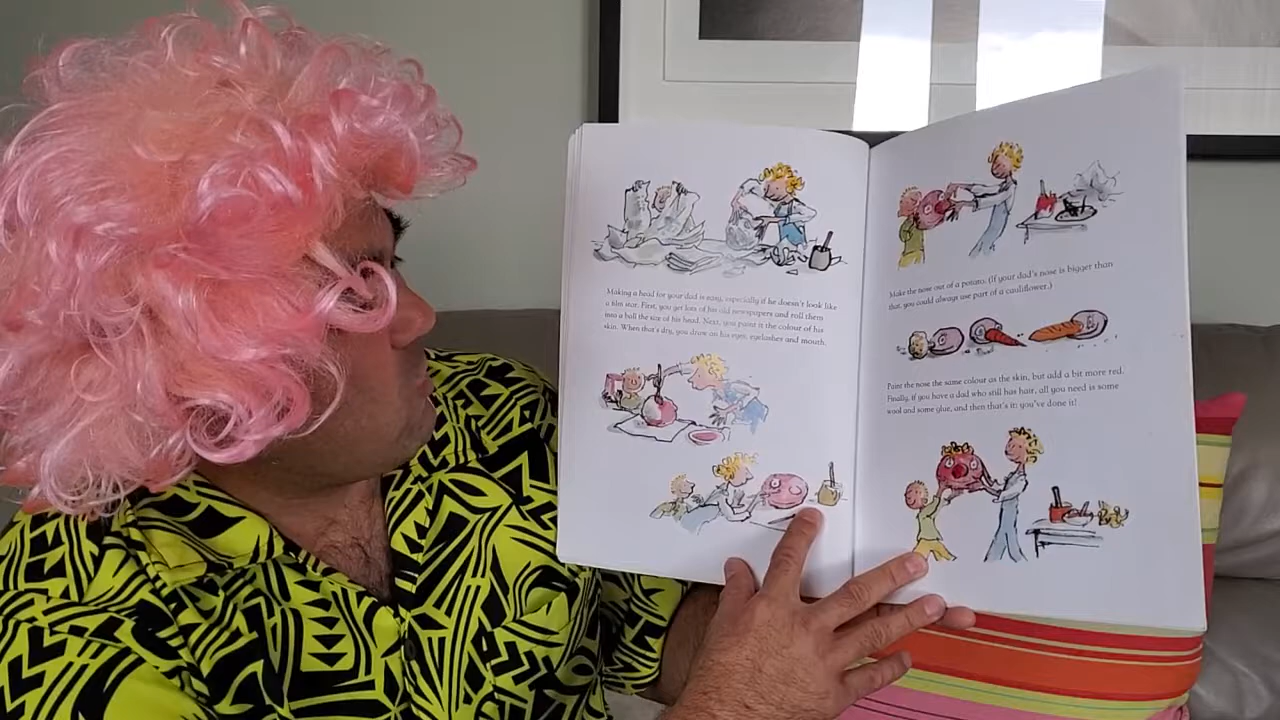 Making a head for your dad is easy, especially if he doesn't look like
a film star. First, you get lots of his old newspapers and roll them
into a ball the size of his head. Next, you paint it the colour of his
skin. When that's dry, you draw on his eyes, eyelashes and mouth.
Make the nose out of a potato. (If your dad's nose is bigger than
that, you could always use part of a cauliflower.)
Paint the nose the same colour as the skin, but add a bit more red.
Finally, if you have a dad who still has hair, all you need is some
wool and some glue, and then that's it: you've done it!